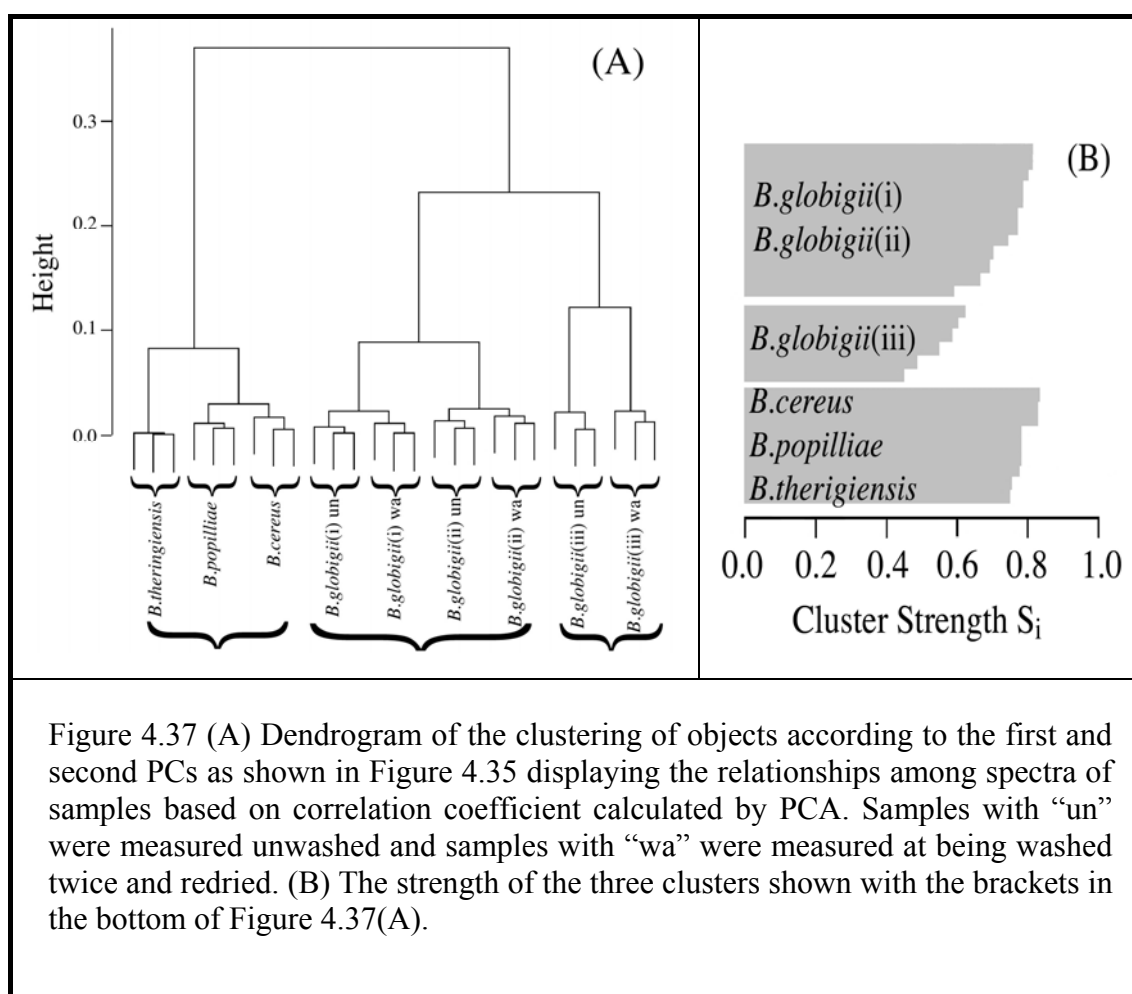 (A)
Height
0.3
0.2
0.1
0.0
B.theringiensis
B.popilliae
B.cereus
B.globigii(i) un
B.globigii(i) wa
B.globigii(ii) un
B.globigii(ii) wa
B.globigii(iii) un
B.globigii(iii) wa
(B)
B.globigii(i)
B.globigii(ii)
B.globigii(iii)
B.cereus
B.popilliae
B.therigiensis
0.0 0.2 0.4 0.6 0.8 1.0
Cluster Strength Si
Figure 4.37 (A) Dendrogram of the clustering of objects according to the first and
second PCs as shown in Figure 4.35 displaying the relationships among spectra of
samples based on correlation coefficient calculated by PCA. Samples with “un”
were measured unwashed and samples with “wa” were measured at being washed
twice and redried. (B) The strength of the three clusters shown with the brackets in
the bottom of Figure 4.37(A).